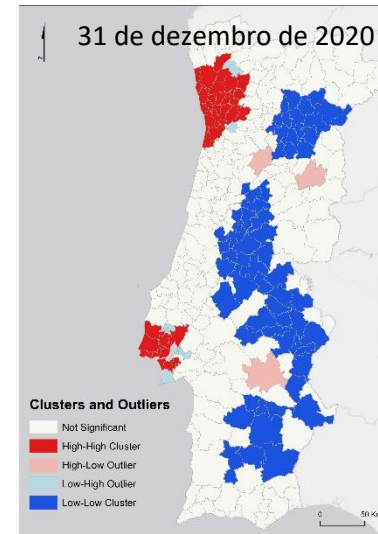 31 de dezembro de 2020
Clusters and Outliers
Not Significant
High-High Cluster
High-Low Outlier
Low-High Outlier
Low-Low Cluster
0 50 Km